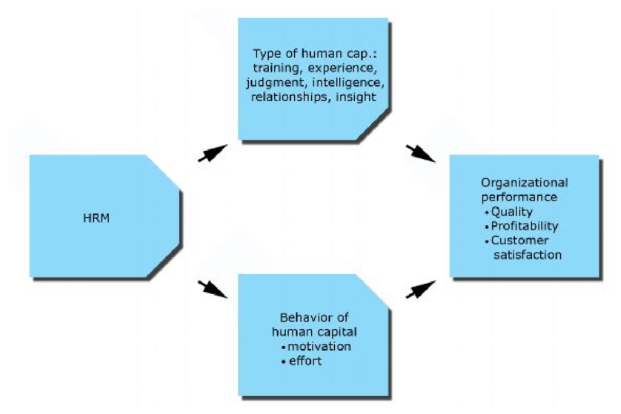 Type of human cap.:
training, experience,
judgment, intelligence,
relationships, insight
HRM
Organizational
performance
• Quality
• Profitability
• Customer
satisfaction
Behavior of
human capital
• motivation
• effort